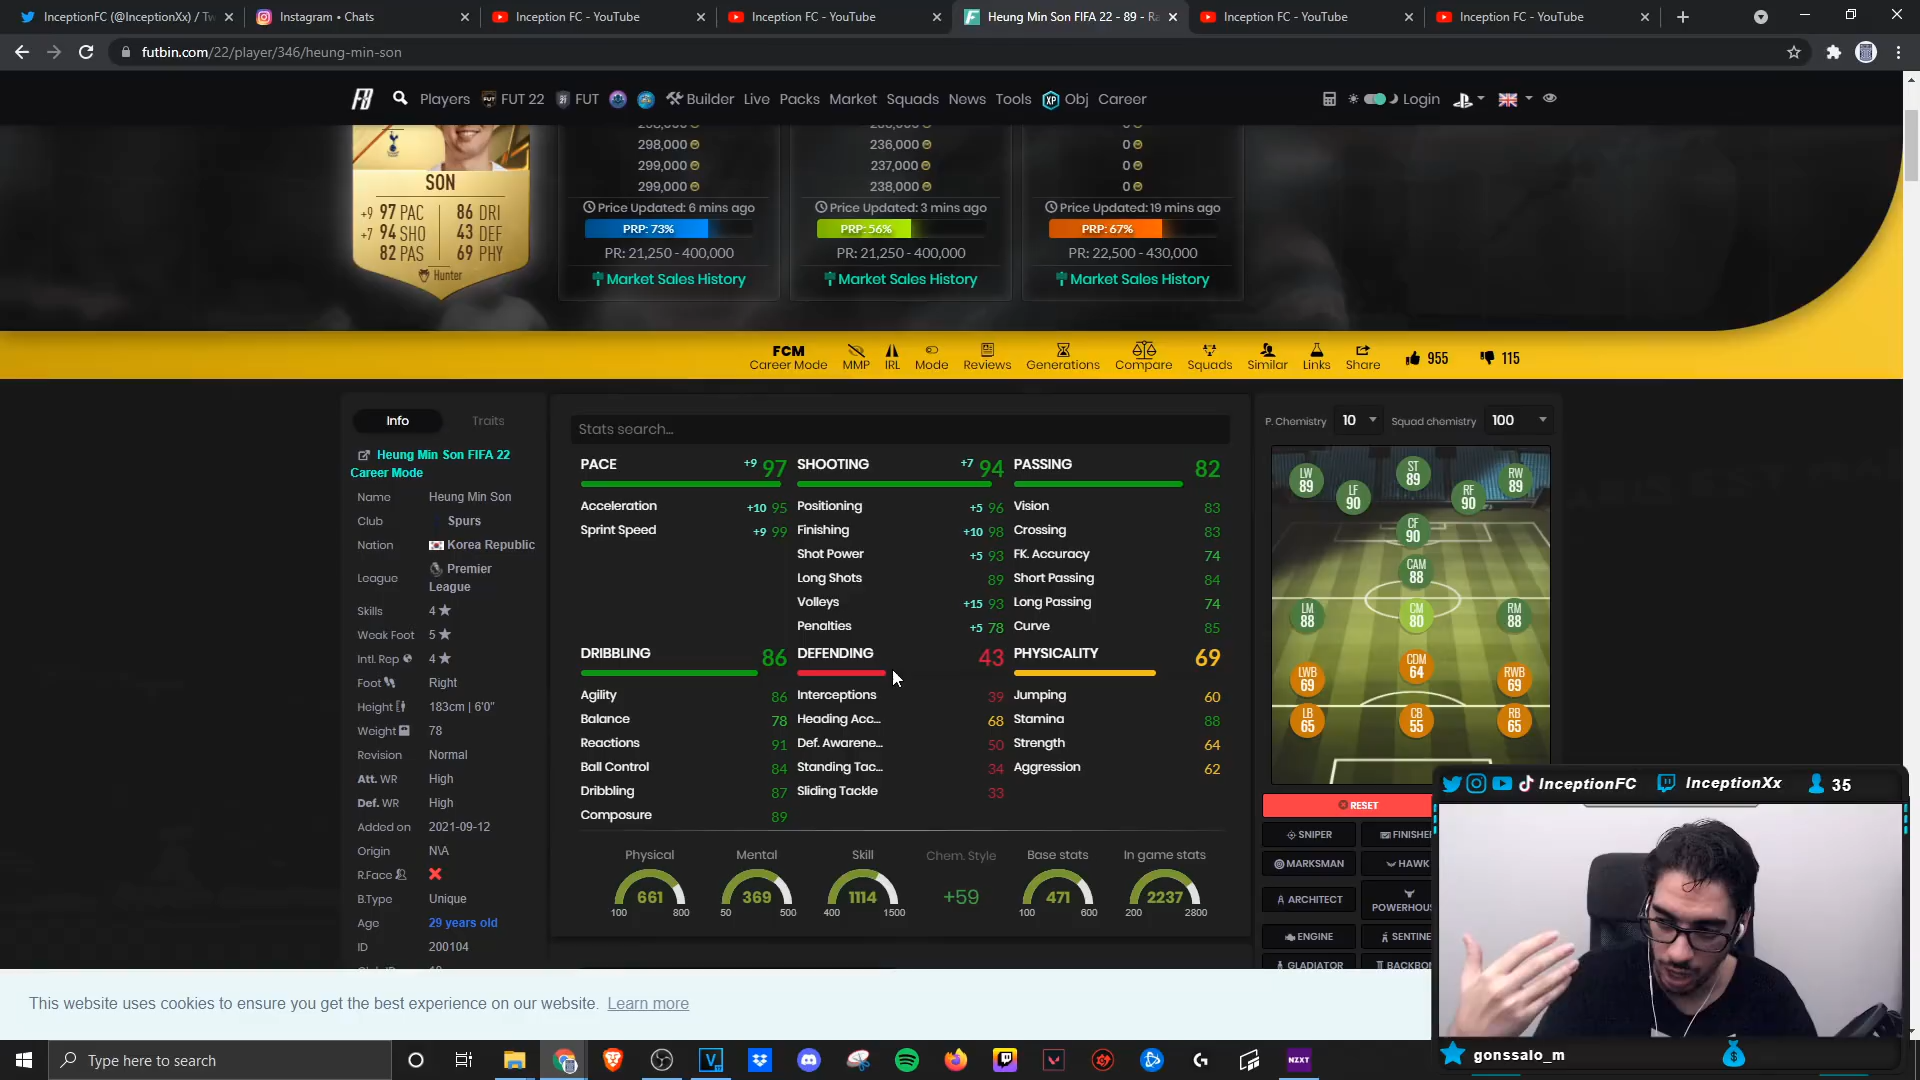 InceptionFC (@InceptionXx) / Tw
Instagram • Chats
Inception FC - YouTube
Inception FC - YouTube
Heung Min Son FIFA 22 - 89 - Ra
Inception FC - YouTube
Inception FC - YouTube
futbin.com/22/player/346/heung-min-son
Players FUT 22 FUT Builder Live Packs Market Squads News Tools Obj Career Login
298,000 236,000 0
299,000 237,000 0
299,000 238,000 0
Price Updated: 6 mins ago Price Updated: 3 mins ago Price Updated: 19 mins ago
PRP: 73% PRP: 56% PRP: 67%
PR: 21,250 - 400,000 PR: 21,250 - 400,000 PR: 22,500 - 430,000
Market Sales History Market Sales History Market Sales History
SON
+9 97 PAC 86 DRI
+7 94 SHO 43 DEF
82 PAS 69 PHY
Hunter
FCM
Career Mode MMP IRL Mode Reviews Generations Compare Squads Similar Links Share 955 115
Info Traits
Heung Min Son FIFA 22
Career Mode
Name Heung Min Son
Club Spurs
Nation Korea Republic
League Premier
League
Skills 4
Weak Foot 5
Intl. Rep 4
Foot Right
Height 183cm | 6'0"
Weight 78
Revision Normal
Att. WR High
Def. WR High
Added on 2021-09-12
Origin N\A
R.Face
B.Type Unique
Age 29 years old
ID 200104
Stats search...
PACE +9 97 SHOOTING +7 94 PASSING 82
Acceleration +10 95 Positioning +5 96 Vision 83
Sprint Speed +9 99 Finishing +10 98 Crossing 83
Shot Power +5 93 FK. Accuracy 74
Long Shots 89 Short Passing 84
Volleys +15 93 Long Passing 74
Penalties +5 78 Curve 85
DRIBBLING 86 DEFENDING 43 PHYSICALITY 69
Agility 86 Interceptions 39 Jumping 60
Balance 78 Heading Acc... 68 Stamina 88
Reactions 91 Def. Awarene... 50 Strength 64
Ball Control 84 Standing Tac... 34 Aggression 62
Dribbling 87 Sliding Tackle 33
Composure 89
Physical Mental Skill Chem. Style Base stats In game stats
661 369 1114 +59 471 2237
100 800 50 500 400 1500 100 600 200 2800
P. Chemistry 10 Squad chemistry 100
LW 89 ST 89 RW 89
LF 90 RF 90
CF 90
CAM 88
LM 88 CM 80 RM 88
LWB 69 CDM 64 RWB 69
LB 65 CB 55 RB 65
RESET
SNIPER FINISHE
MARKSMAN HAWK
ARCHITECT POWERHOUS
ENGINE SENTINE
GLADIATOR BACKBO
InceptionFC InceptionXx 35
gonssalo_m
This website uses cookies to ensure you get the best experience on our website. Learn more
Type here to search
NZXT